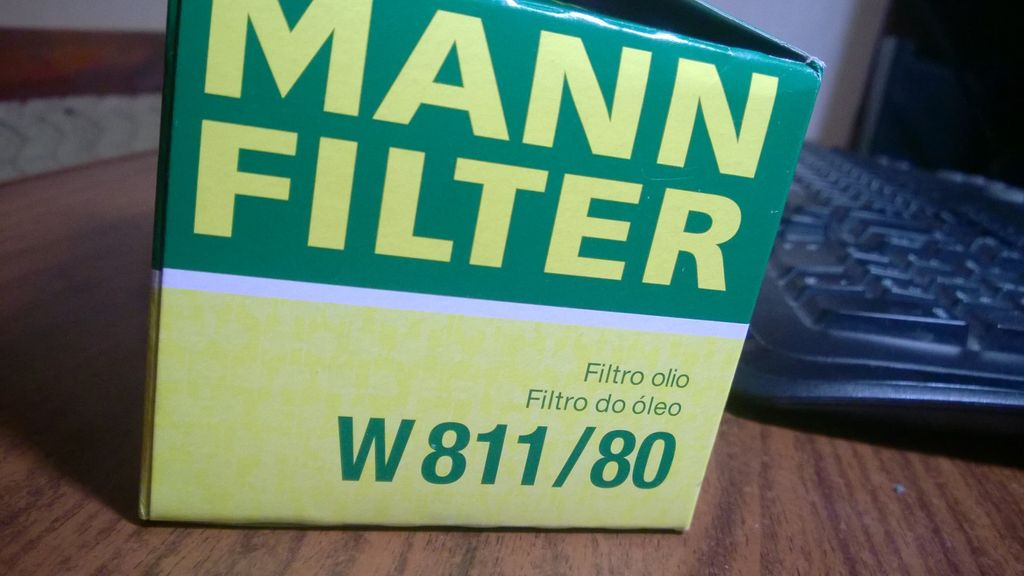 MANN
FILTER
Filtro olio
Filtro do óleo
W 811/80